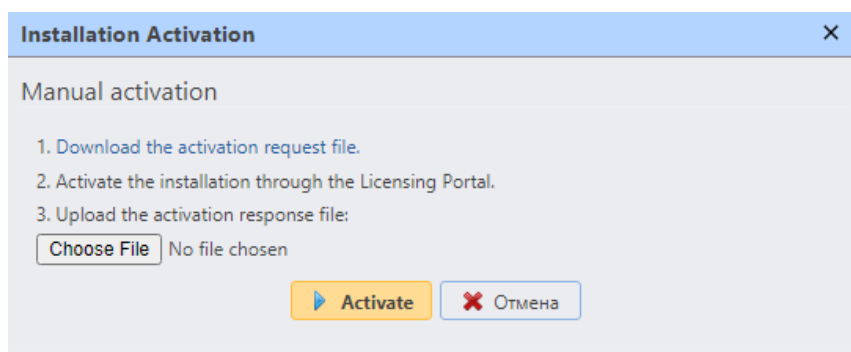 Installation Activation
Manual activation
1. Download the activation request file.
2. Activate the installation through the Licensing Portal.
3. Upload the activation response file:
Choose File No file chosen
Activate Отмена